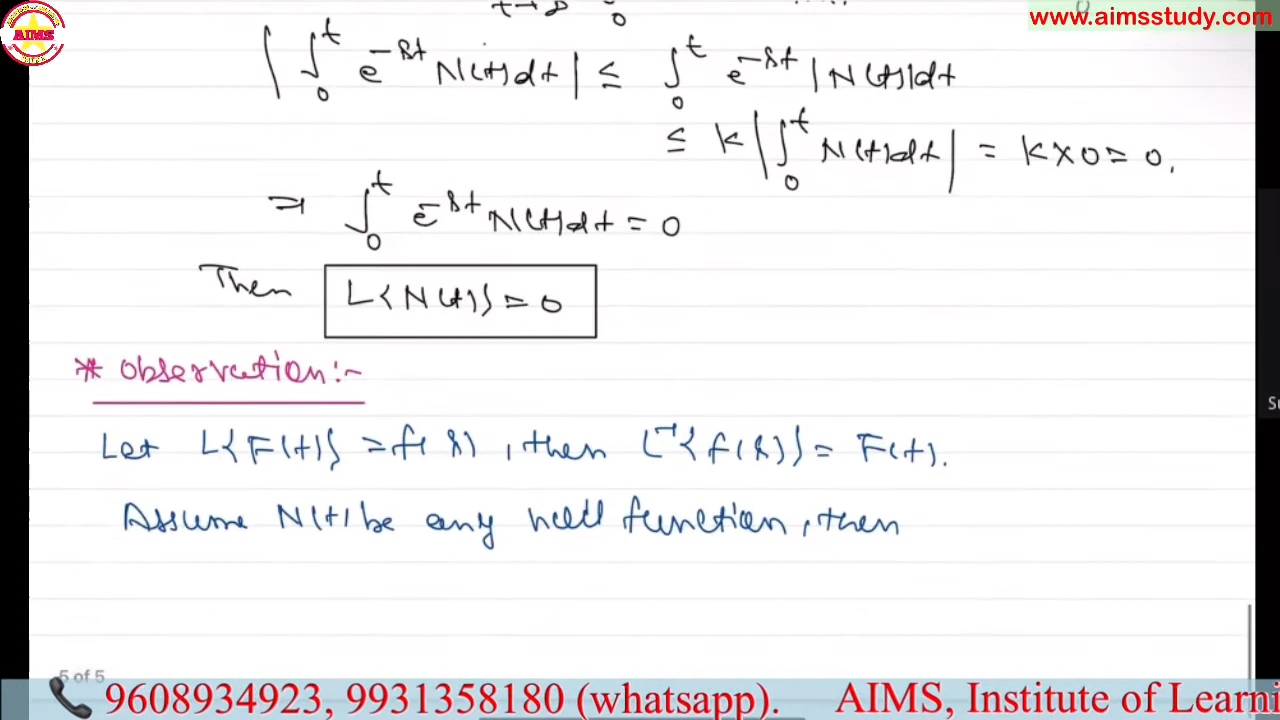 www.aimsstudy.com
AIMS
t→∞ 0
| ∫₀ᵗ e^{-st} N(t)dt | ≤ ∫₀ᵗ e^{-st} |N(t)|dt
≤ K | ∫₀ᵗ N(t)dt | = K×0=0.
⇒ ∫₀ᵗ e^{-st} N(t)dt = 0
Then L{N(t)} = 0
* Observation:-
Let L{F(t)} = f(s), then L⁻¹{f(s)} = F(t).
Assume N(t) be any null function, then
5 of 5
9608934923, 9931358180 (whatsapp). AIMS, Institute of Learni